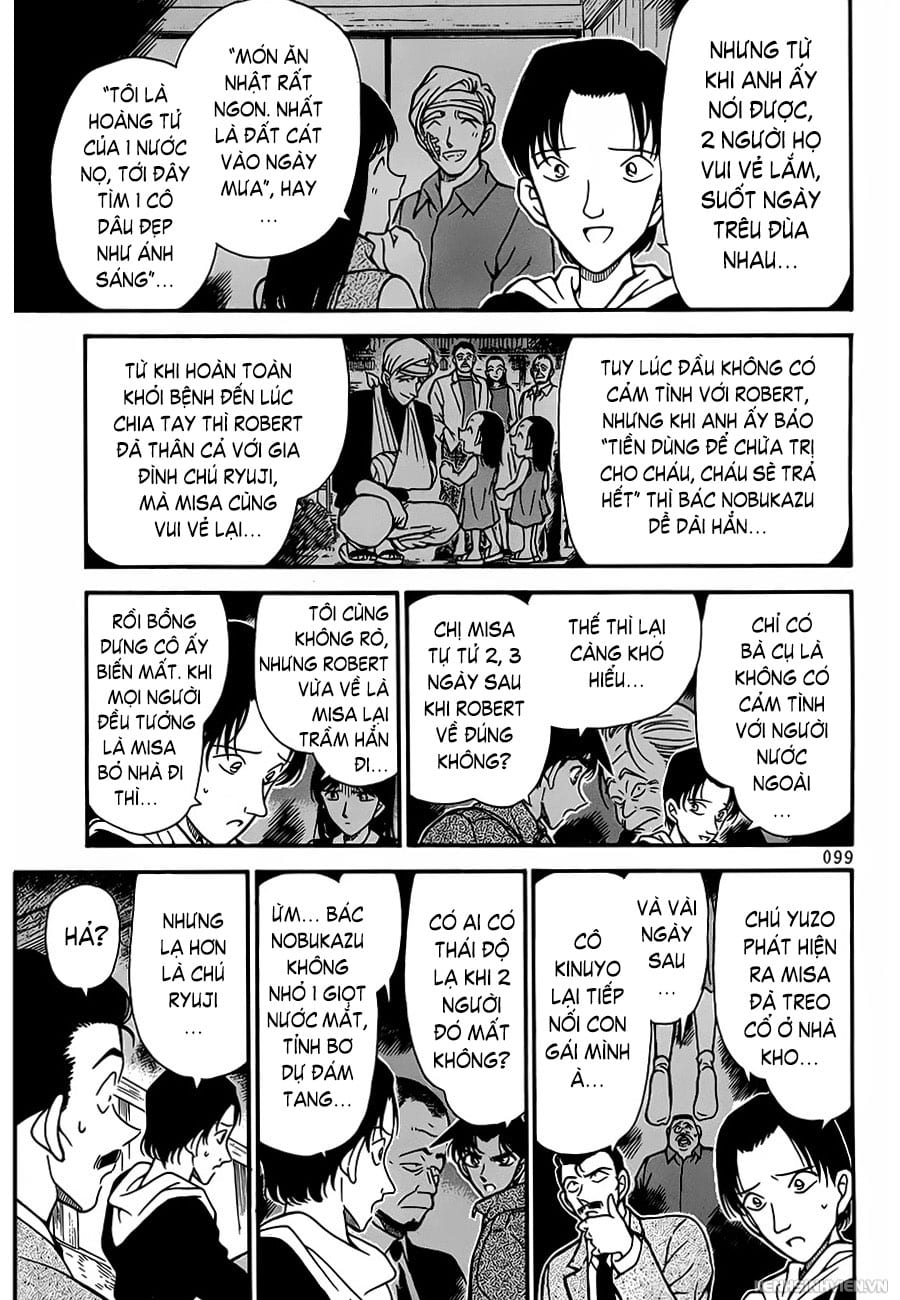 NHƯNG TỪ
KHI ANH ẤY
NÓI ĐƯỢC,
2 NGƯỜI HỌ
VUI VẺ LẮM,
SUỐT NGÀY
TRÊU ĐÙA
NHAU...
"MÓN ĂN
NHẬT RẤT
NGON. NHẤT
LÀ ĐẤT CÁT
VÀO NGÀY
MƯA", HAY
...
"TÔI LÀ
HOÀNG TỬ
CỦA 1 NƯỚC
NỌ, TỚI ĐÂY
TÌM 1 CÔ
DÂU ĐẸP
NHƯ ÁNH
SÁNG"...
TUY LÚC ĐẦU KHÔNG CÓ
CẢM TÌNH VỚI ROBERT,
NHƯNG KHI ANH ẤY BẢO
"TIỀN DÙNG ĐỂ CHỮA TRỊ
CHO CHÁU, CHÁU SẼ TRẢ
HẾT" THÌ BÁC NOBUKAZU
DỄ DÃI HẲN...
TỪ KHI HOÀN TOÀN
KHỎI BỆNH ĐẾN LÚC
CHIA TAY THÌ ROBERT
ĐÃ THÂN CẢ VỚI GIA
ĐÌNH CHÚ RYUJI,
MÀ MISA CŨNG
VUI VẺ LẠI...
CHỈ CÓ
BÀ CỤ LÀ
KHÔNG CÓ
CẢM TÌNH
VỚI NGƯỜI
NƯỚC
NGOÀI
...
THẾ THÌ LẠI
CÀNG KHÓ
HIỂU...
CHỊ MISA
TỰ TỬ 2, 3
NGÀY SAU
KHI ROBERT
VỀ ĐÚNG
KHÔNG?
TÔI CŨNG
KHÔNG RÕ,
NHƯNG ROBERT
VỪA VỀ LÀ
MISA LẠI
TRẦM HẲN
ĐI...
RỒI BỖNG
DƯNG CÔ ẤY
BIẾN MẤT. KHI
MỌI NGƯỜI
ĐỀU TƯỞNG
LÀ MISA
BỎ NHÀ ĐI
THÌ...
099
CHÚ YUZO
PHÁT HIỆN
RA MISA
ĐÃ TREO
CỔ Ở NHÀ
KHO...
VÀ VÀI
NGÀY
SAU
...
CÔ
KINUYO
LẠI TIẾP
NỐI CON
GÁI MÌNH
À...
CÓ AI CÓ
THÁI ĐỘ
LẠ KHI 2
NGƯỜI
ĐÓ MẤT
KHÔNG?
ỪM... BÁC
NOBUKAZU
KHÔNG
NHỎ 1 GIỌT
NƯỚC MẮT,
TỈNH BƠ
DỰ ĐÁM
TANG...
NHƯNG
LẠ HƠN
LÀ CHÚ
RYUJI
...
HẢ?